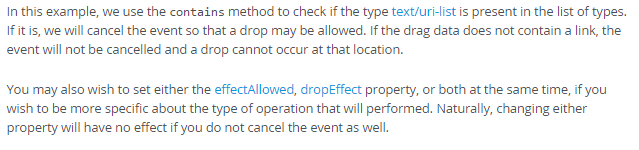 In this example, we use the contains method to check if the type text/uri-list is present in the list of types.
If it is, we will cancel the event so that a drop may be allowed. If the drag data does not contain a link, the
event will not be cancelled and a drop cannot occur at that location.
You may also wish to set either the effectAllowed, dropEffect property, or both at the same time, if you
wish to be more specific about the type of operation that will performed. Naturally, changing either
property will have no effect if you do not cancel the event as well.